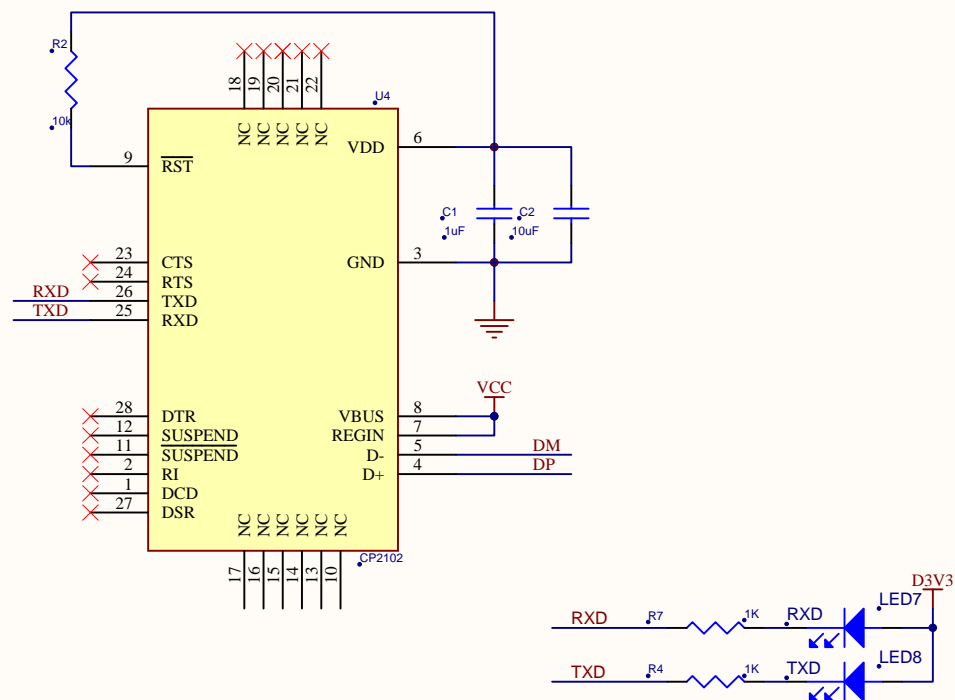 R2
10k
18
19
20
21
22
NC
NC
NC
NC
NC
U4
9
RST
VDD
6
C1
1uF
C2
10uF
23
CTS
GND
3
24
RTS
RXD
26
TXD
TXD
25
RXD
VCC
28
DTR
VBUS
8
12
SUSPEND
REGIN
7
11
SUSPEND
D-
5
DM
2
RI
D+
4
DP
1
DCD
27
DSR
NC
NC
NC
NC
NC
NC
CP2102
17
16
15
14
13
10
D3V3
RXD
R7
1K
RXD
LED7
TXD
R4
1K
TXD
LED8